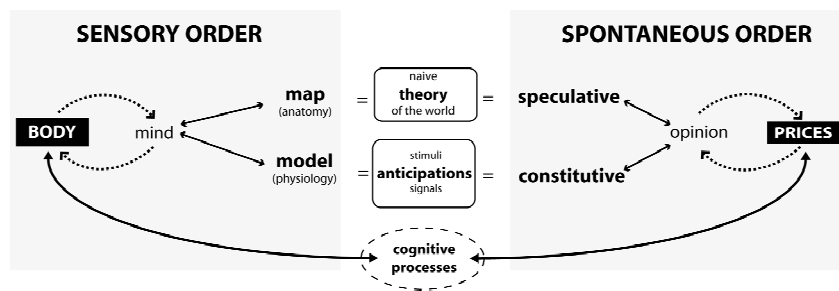 SENSORY ORDER
SPONTANEOUS ORDER
BODY
mind
map
(anatomy)
=
naive
theory
of the world
=
speculative
opinion
PRICES
model
(physiology)
=
stimuli
anticipations
signals
=
constitutive
cognitive
processes